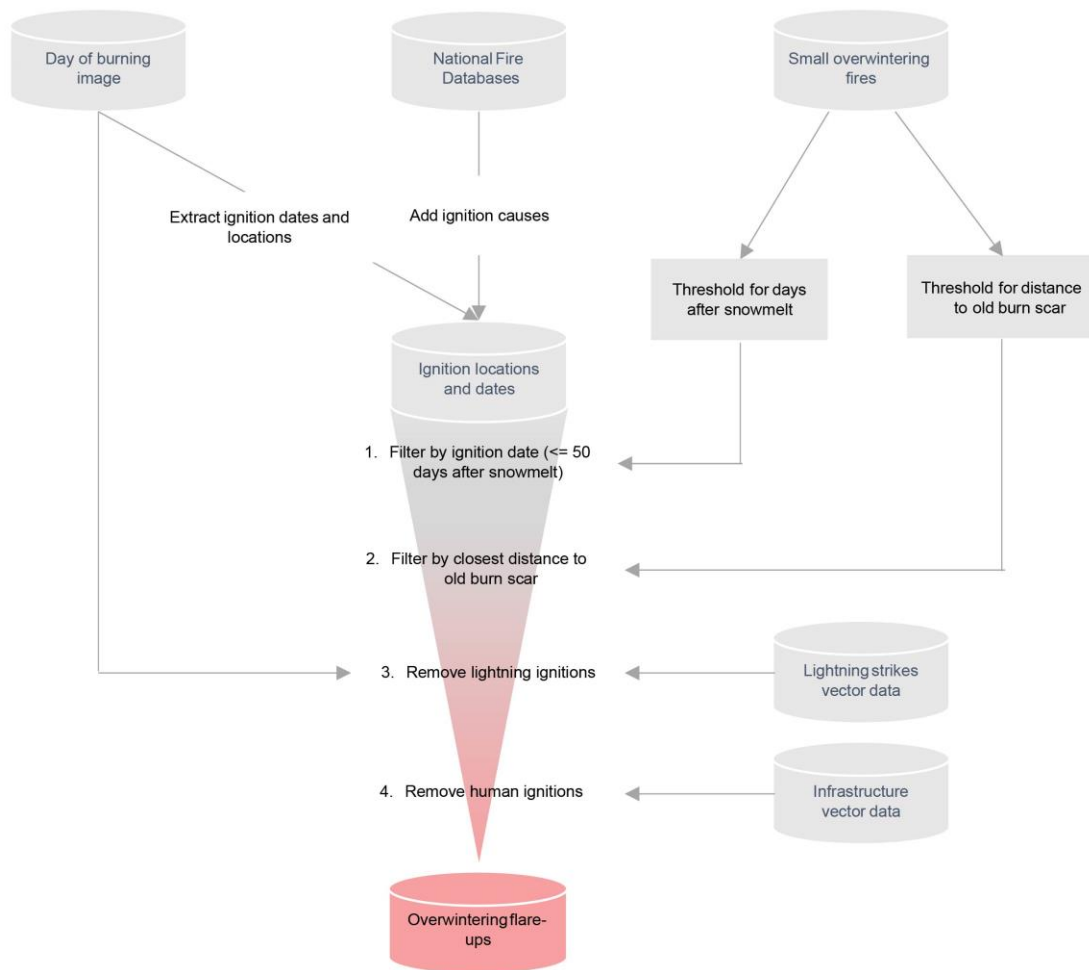 Day of burning
image
National Fire
Databases
Small overwintering
fires
Extract ignition dates and
locations
Add ignition causes
Threshold for days
after snowmelt
Threshold for distance
to old burn scar
Ignition locations
and dates
1. Filter by ignition date (<= 50
days after snowmelt)
2. Filter by closest distance to
old burn scar
3. Remove lightning ignitions
Lightning strikes
vector data
4. Remove human ignitions
Infrastructure
vector data
Overwintering flare-
ups